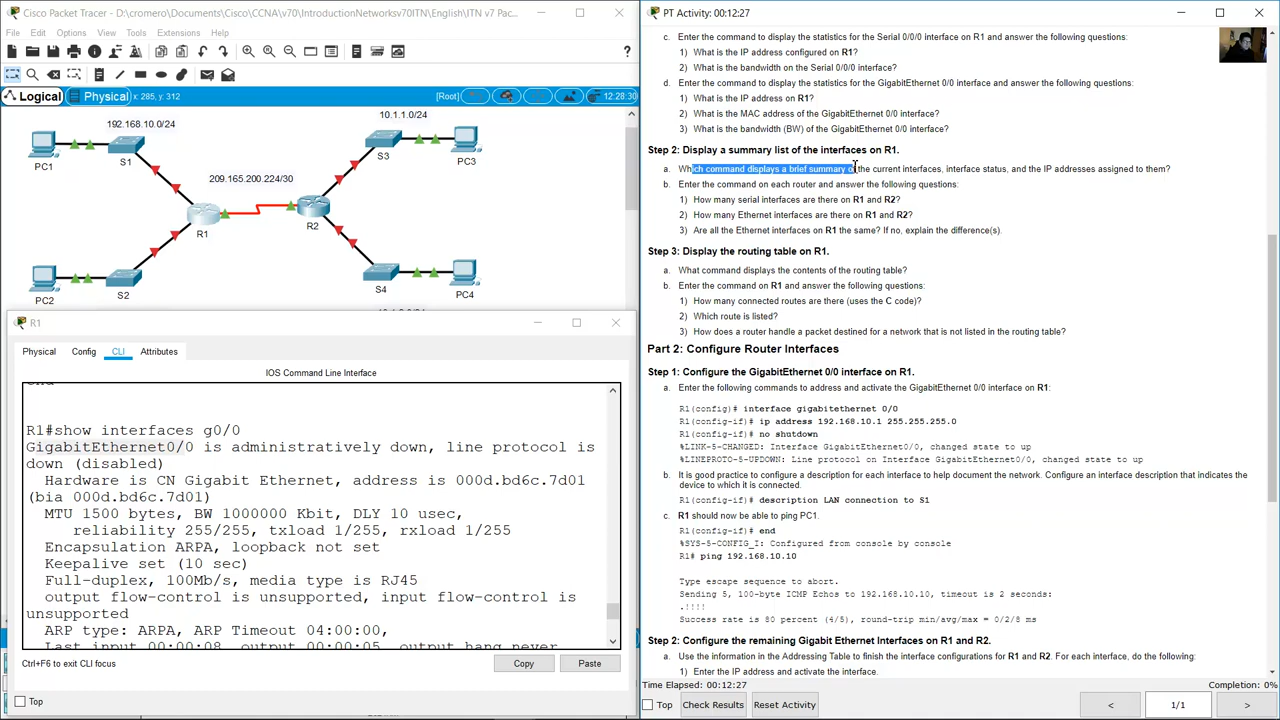 Cisco Packet Tracer - C:\Users\cromero\Documents\Cisco\CCNA\v70\IntroductionNetworksv70ITN\English\ITN v7 Pac...
File Edit Options View Tools Extensions Help
Logical Physical x: 285, y: 312 [Root] 12:28:30
10.1.1.0/24
192.168.10.0/24
PC1 S1 S3 PC3
209.165.200.224/30
R1 R2
PC2 S2 S4 PC4
R1
Physical Config CLI Attributes
IOS Command Line Interface
end
R1#show interfaces g0/0
GigabitEthernet0/0 is administratively down, line protocol is
down (disabled)
Hardware is CN Gigabit Ethernet, address is 000d.bd6c.7d01
(bia 000d.bd6c.7d01)
MTU 1500 bytes, BW 1000000 Kbit, DLY 10 usec,
reliability 255/255, txload 1/255, rxload 1/255
Encapsulation ARPA, loopback not set
Keepalive set (10 sec)
Full-duplex, 100Mb/s, media type is RJ45
output flow-control is unsupported, input flow-control is
unsupported
ARP type: ARPA, ARP Timeout 04:00:00,
Last input 00:00:08, output 00:00:05, output hang never
Ctrl+F6 to exit CLI focus Copy Paste
Top
PT Activity: 00:12:27
c. Enter the command to display the statistics for the Serial 0/0/0 interface on R1 and answer the following questions:
1) What is the IP address configured on R1?
2) What is the bandwidth on the Serial 0/0/0 interface?
d. Enter the command to display the statistics for the GigabitEthernet 0/0 interface and answer the following questions:
1) What is the IP address on R1?
2) What is the MAC address of the GigabitEthernet 0/0 interface?
3) What is the bandwidth (BW) of the GigabitEthernet 0/0 interface?
Step 2: Display a summary list of the interfaces on R1.
a. Which command displays a brief summary of the current interfaces, interface status, and the IP addresses assigned to them?
b. Enter the command on each router and answer the following questions:
1) How many serial interfaces are there on R1 and R2?
2) How many Ethernet interfaces are there on R1 and R2?
3) Are all the Ethernet interfaces on R1 the same? If no, explain the difference(s).
Step 3: Display the routing table on R1.
a. What command displays the contents of the routing table?
b. Enter the command on R1 and answer the following questions:
1) How many connected routes are there (uses the C code)?
2) Which route is listed?
3) How does a router handle a packet destined for a network that is not listed in the routing table?
Part 2: Configure Router Interfaces
Step 1: Configure the GigabitEthernet 0/0 interface on R1.
a. Enter the following commands to address and activate the GigabitEthernet 0/0 interface on R1:
R1(config)# interface gigabitethernet 0/0
R1(config-if)# ip address 192.168.10.1 255.255.255.0
R1(config-if)# no shutdown
%LINK-5-CHANGED: Interface GigabitEthernet0/0, changed state to up
%LINEPROTO-5-UPDOWN: Line protocol on Interface GigabitEthernet0/0, changed state to up
b. It is good practice to configure a description for each interface to help document the network. Configure an interface description that indicates the
device to which it is connected.
R1(config-if)# description LAN connection to S1
c. R1 should now be able to ping PC1.
R1(config-if)# end
%SYS-5-CONFIG_I: Configured from console by console
R1# ping 192.168.10.10
Type escape sequence to abort.
Sending 5, 100-byte ICMP Echos to 192.168.10.10, timeout is 2 seconds:
.!!!!
Success rate is 80 percent (4/5), round-trip min/avg/max = 0/2/8 ms
Step 2: Configure the remaining Gigabit Ethernet Interfaces on R1 and R2.
a. Use the information in the Addressing Table to finish the interface configurations for R1 and R2. For each interface, do the following:
1) Enter the IP address and activate the interface.
Time Elapsed: 00:12:27 Completion: 0%
Top Check Results Reset Activity < 1/1 >